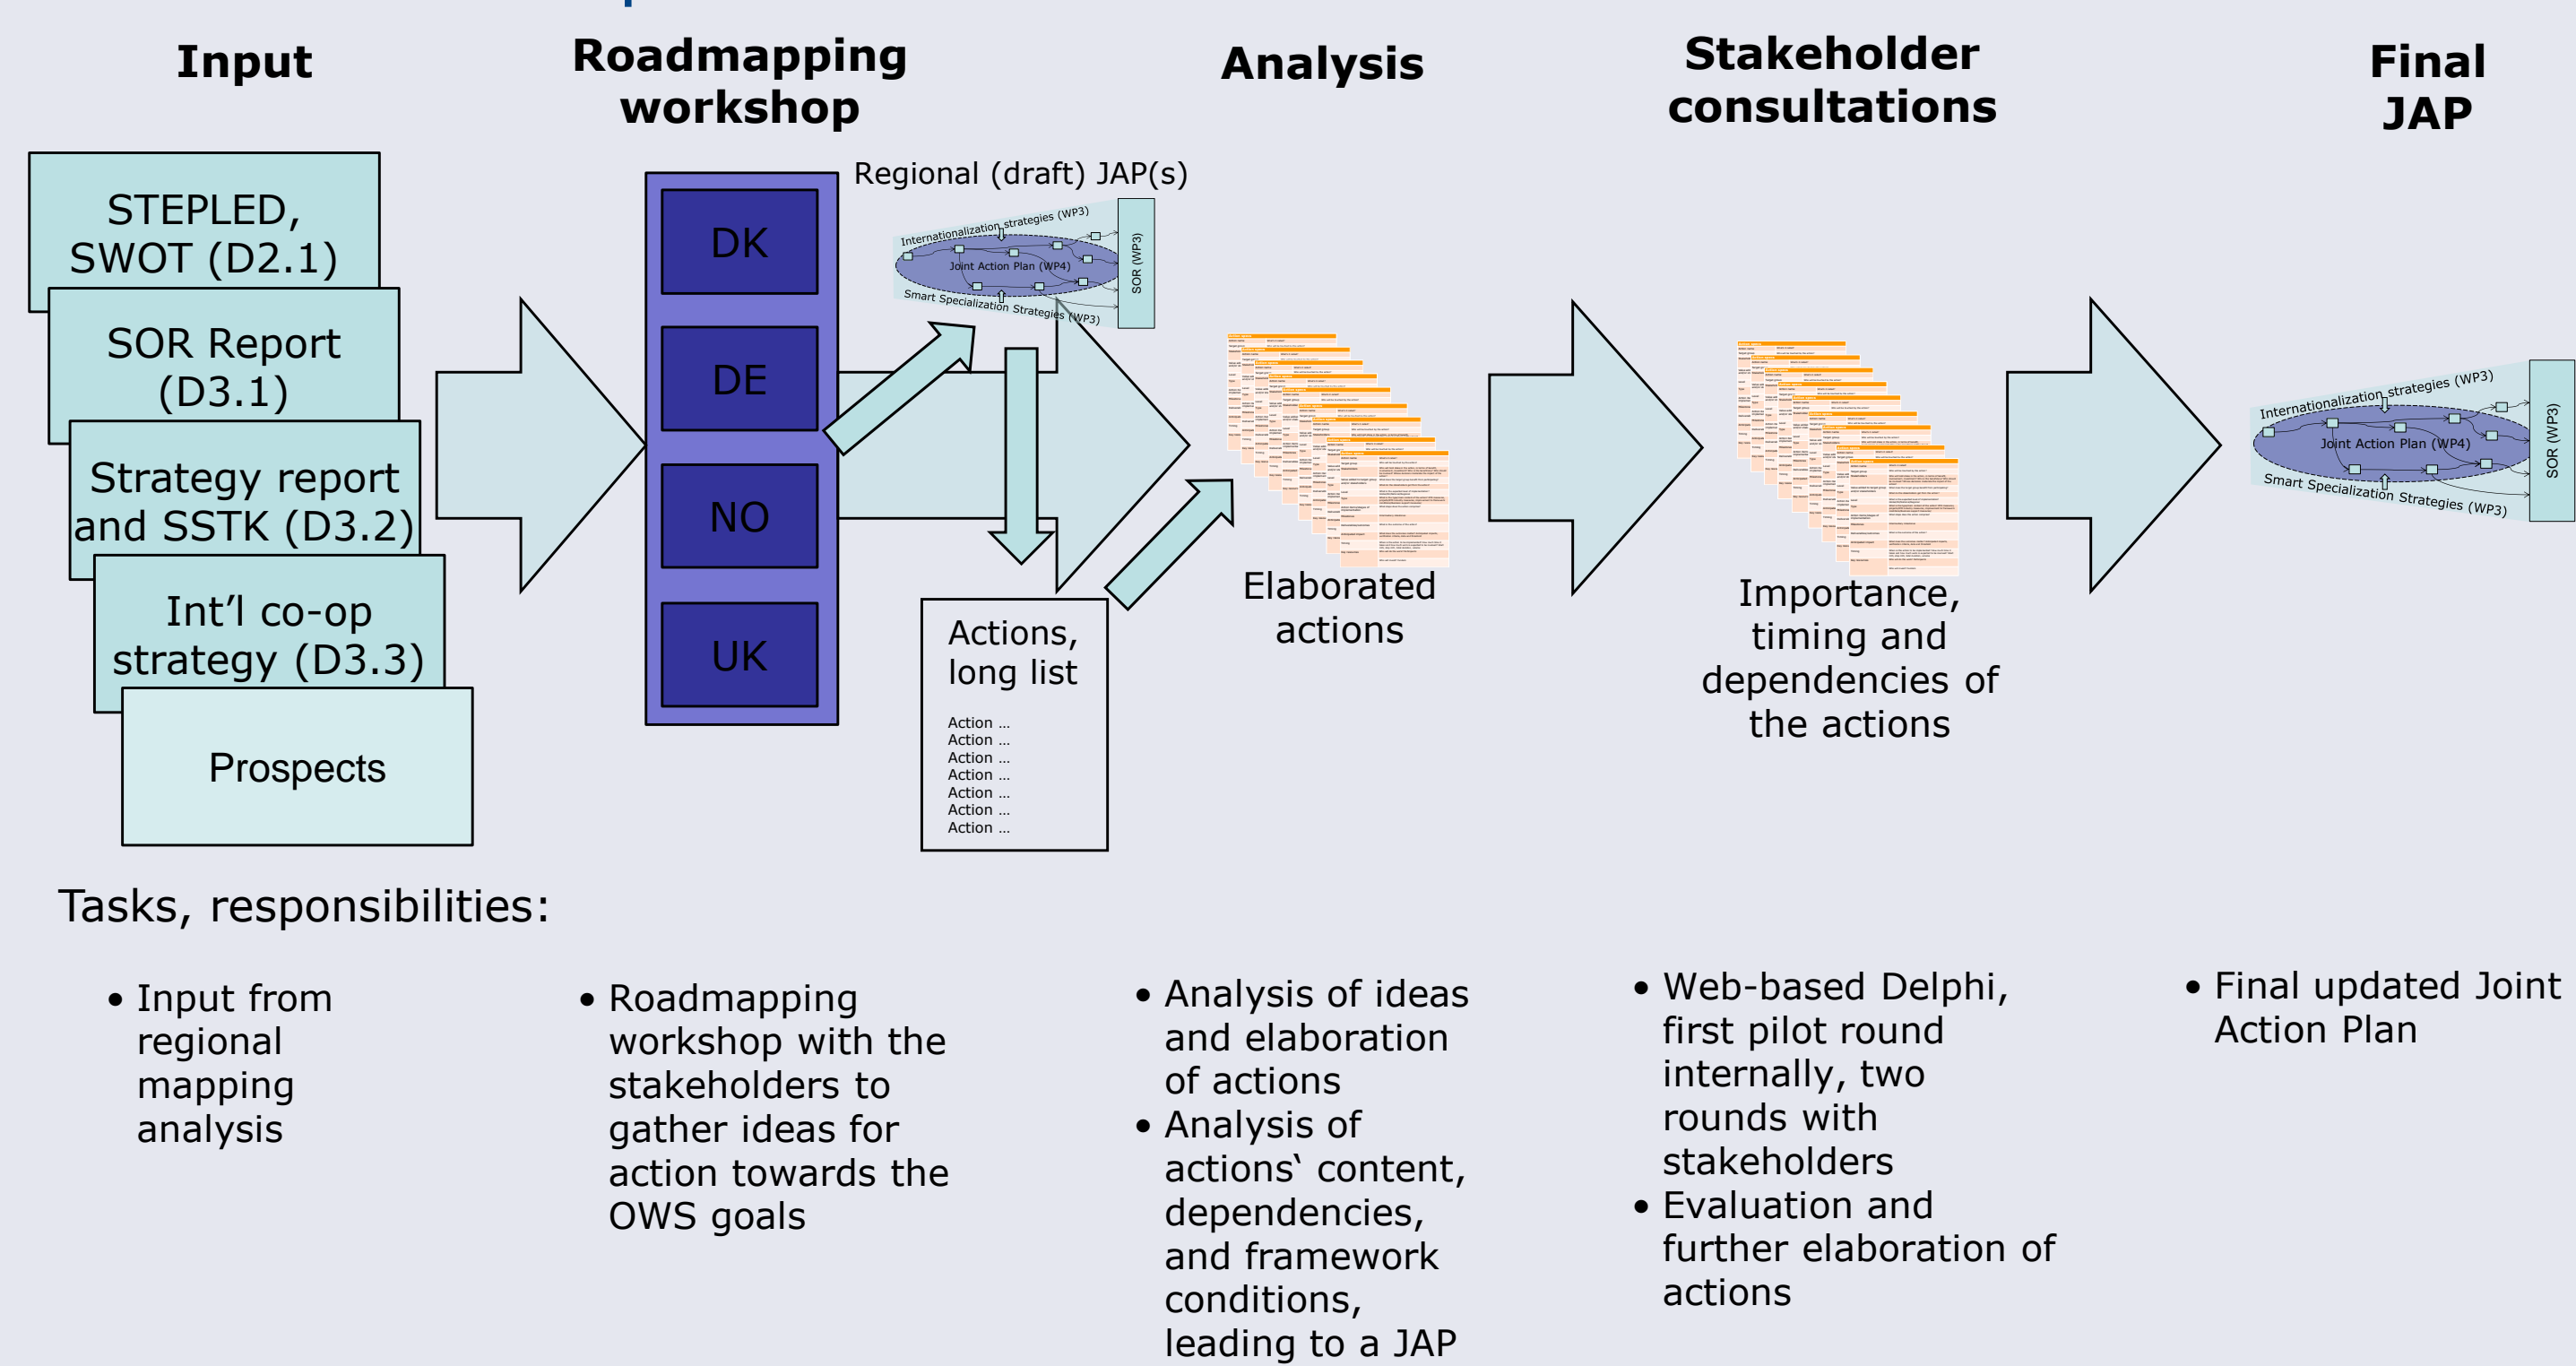 Input
Roadmapping
workshop
Analysis
Stakeholder
consultations
Final
JAP
STEPLED,
SWOT (D2.1)
SOR Report
(D3.1)
Strategy report
and SSTK (D3.2)
Int’l co-op
strategy (D3.3)
Prospects
DK
DE
NO
UK
Regional (draft) JAP(s)
Internationalization strategies (WP3)
Joint Action Plan (WP4)
Smart Specialization Strategies (WP3)
SOR (WP3)
Actions,
long list
Action ...
Action ...
Action ...
Action ...
Action ...
Action ...
Action ...
Elaborated
actions
Importance,
timing and
dependencies of
the actions
Internationalization strategies (WP3)
Joint Action Plan (WP4)
Smart Specialization Strategies (WP3)
SOR (WP3)
Tasks, responsibilities:
• Input from
regional
mapping
analysis
• Roadmapping
workshop with the
stakeholders to
gather ideas for
action towards the
OWS goals
• Analysis of ideas
and elaboration
of actions
• Analysis of
actions‘ content,
dependencies,
and framework
conditions,
leading to a JAP
• Web-based Delphi,
first pilot round
internally, two
rounds with
stakeholders
• Evaluation and
further elaboration of
actions
• Final updated Joint
Action Plan